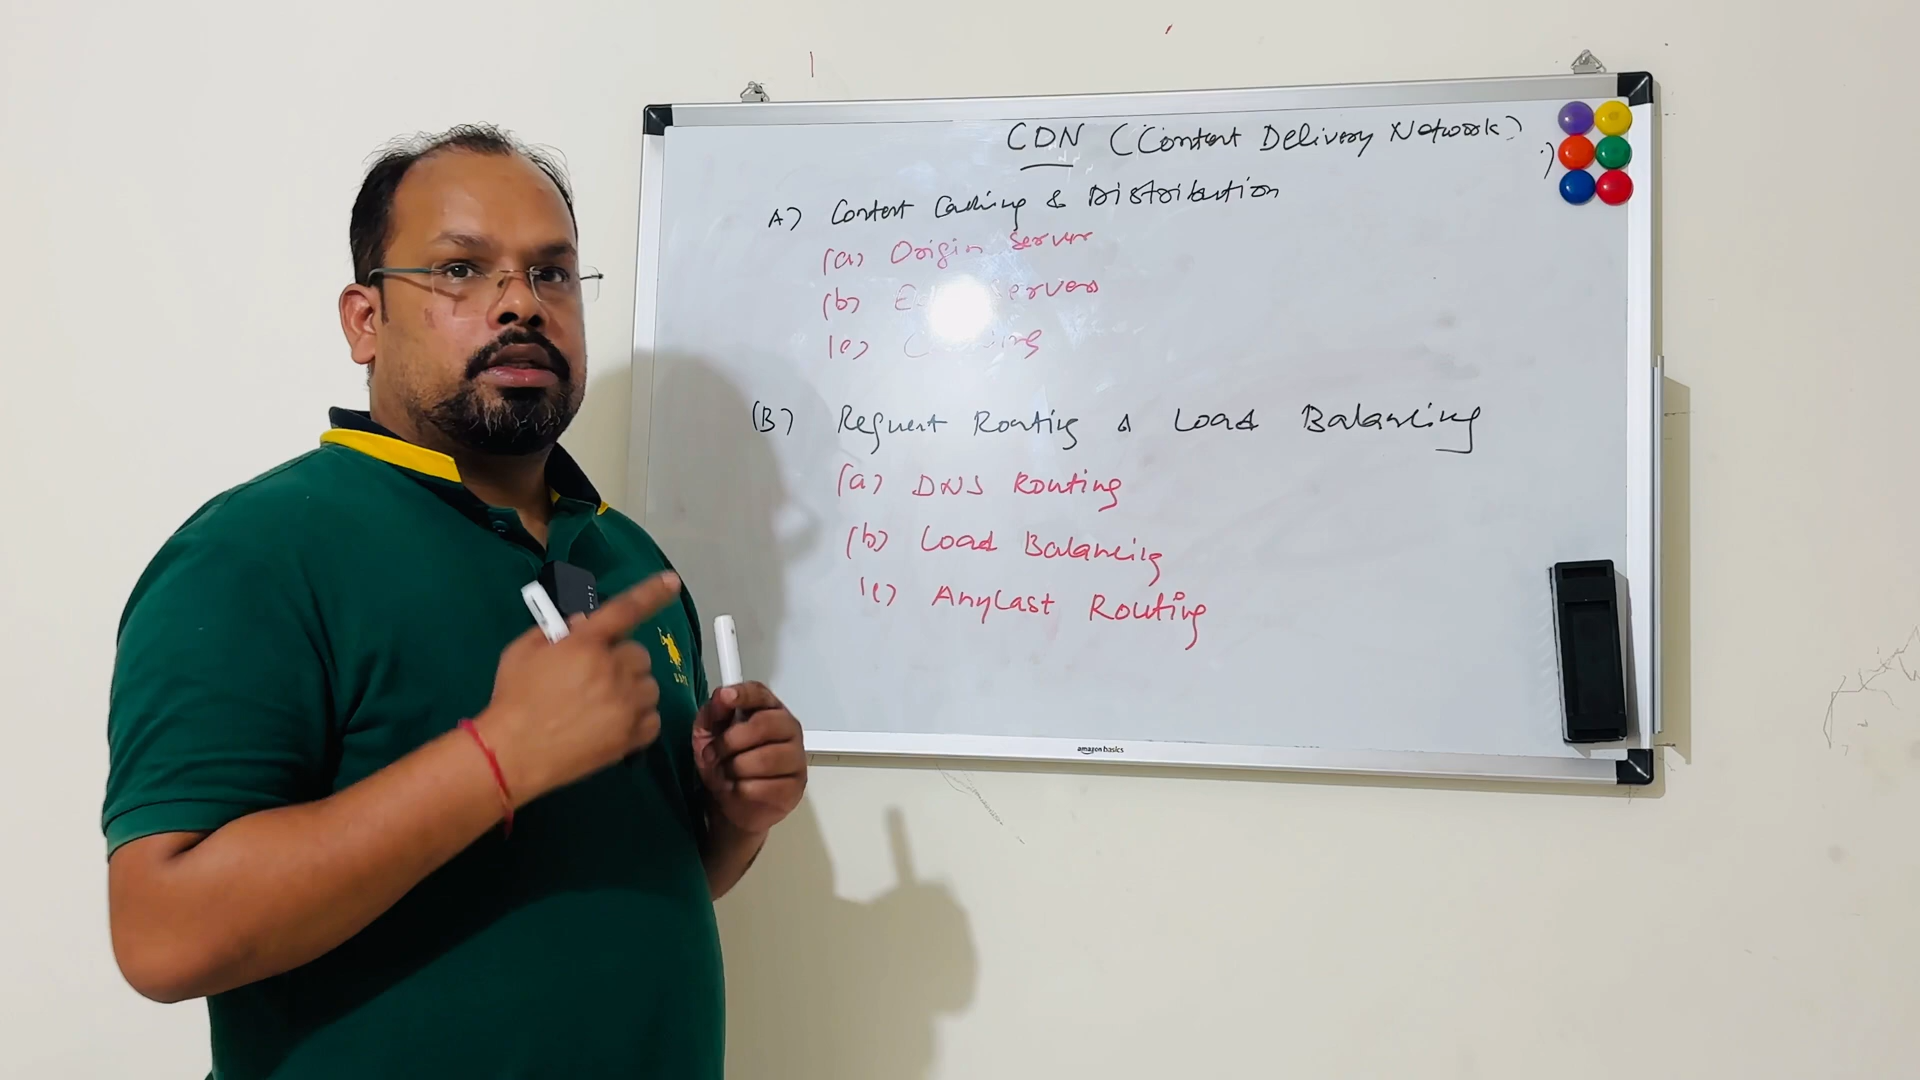 CDN (Content Delivery Network)
A) Content Caching & Distribution
(a) Origin Server
(b) servers
(c)
(B) Request Routing & Load Balancing
(a) DNS Routing
(b) Load Balancing
(c) AnyCast Routing
amazon basics